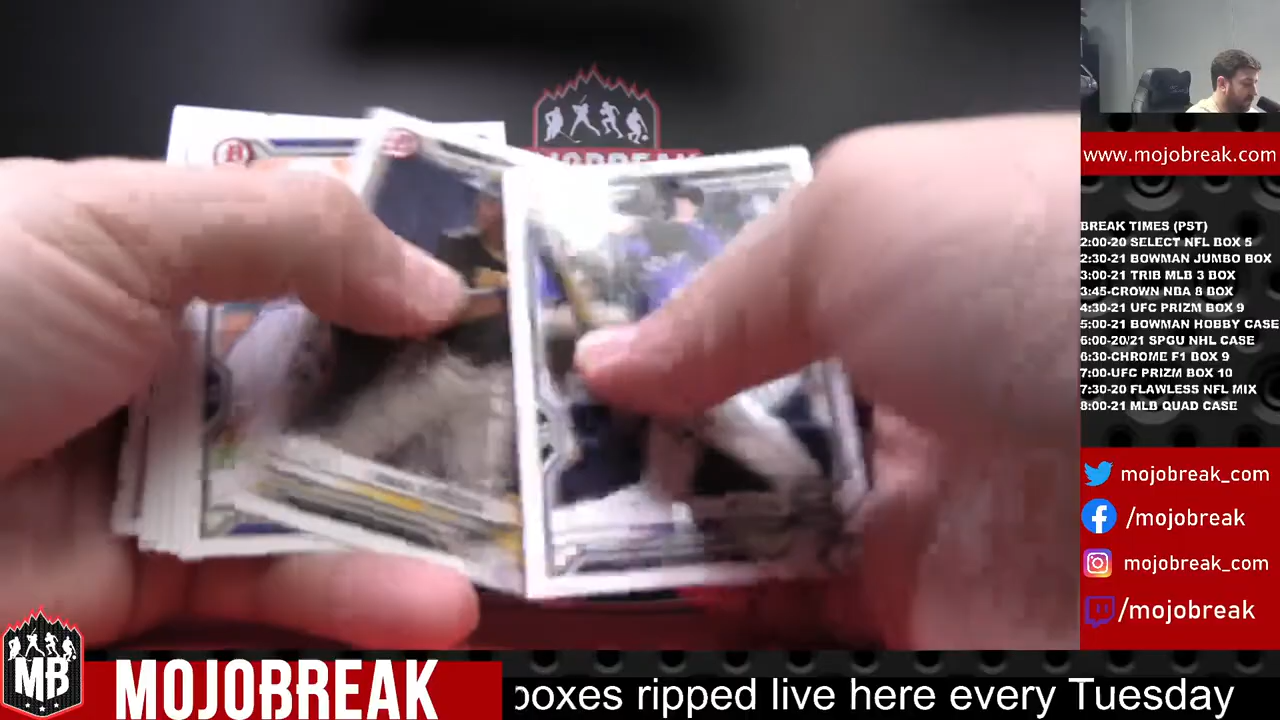 MOJOBREAK
www.mojobreak.com
BREAK TIMES (PST)
2:00-20 SELECT NFL BOX 5
2:30-21 BOWMAN JUMBO BOX
3:00-21 TRIB MLB 3 BOX
3:45-CROWN NBA 8 BOX
4:30-21 UFC PRIZM BOX 9
5:00-21 BOWMAN HOBBY CASE
6:00-20/21 SPGU NHL CASE
6:30-CHROME F1 BOX 9
7:00-UFC PRIZM BOX 10
7:30-20 FLAWLESS NFL MIX
8:00-21 MLB QUAD CASE
mojobreak_com
/mojobreak
mojobreak_com
/mojobreak
MB
MOJOBREAK
boxes ripped live here every Tuesday